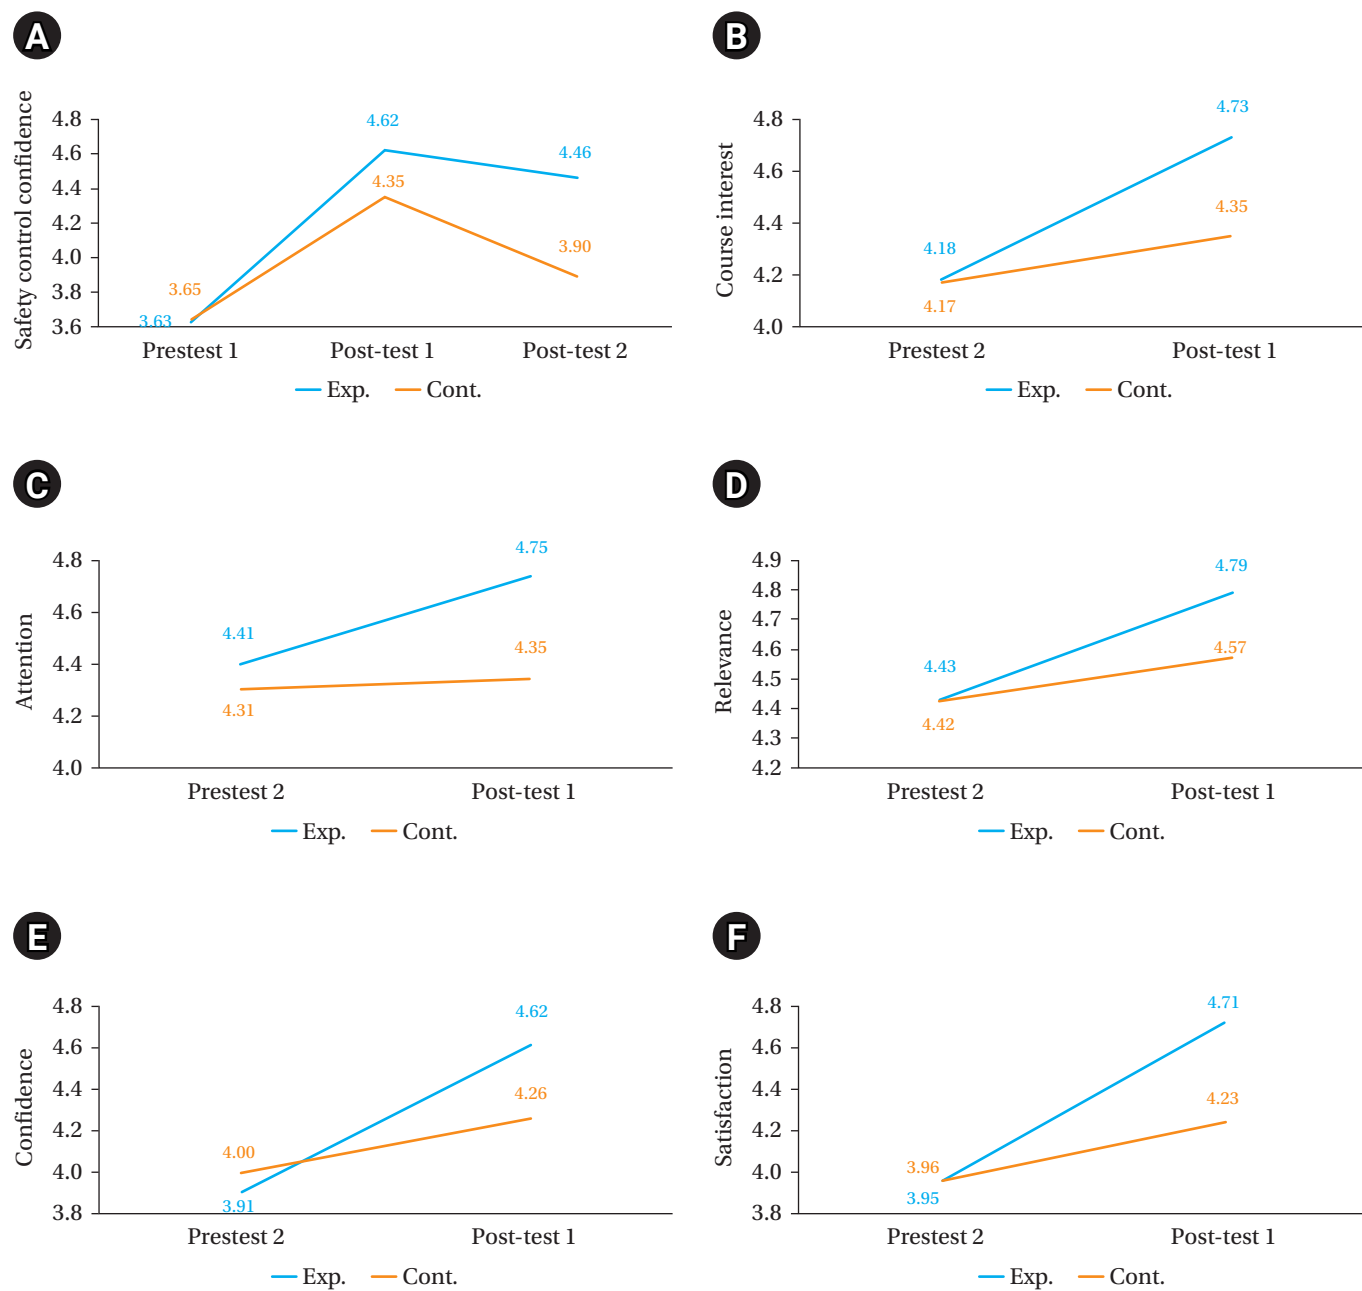 A
Safety control confidence
4.8
4.6
4.4
4.2
4.0
3.8
3.6
4.62
4.46
4.35
3.90
3.65
3.63
Prestest 1 Post-test 1 Post-test 2
Exp. Cont.
B
Course interest
4.8
4.6
4.4
4.2
4.0
4.73
4.35
4.18
4.17
Prestest 2 Post-test 1
Exp. Cont.
C
Attention
4.8
4.6
4.4
4.2
4.0
4.75
4.41
4.35
4.31
Prestest 2 Post-test 1
Exp. Cont.
D
Relevance
4.9
4.8
4.7
4.6
4.5
4.4
4.3
4.2
4.79
4.57
4.43
4.42
Prestest 2 Post-test 1
Exp. Cont.
E
Confidence
4.8
4.6
4.4
4.2
4.0
3.8
4.62
4.26
4.00
3.91
Prestest 2 Post-test 1
Exp. Cont.
F
Satisfaction
4.8
4.6
4.4
4.2
4.0
3.8
4.71
4.23
3.96
3.95
Prestest 2 Post-test 1
Exp. Cont.